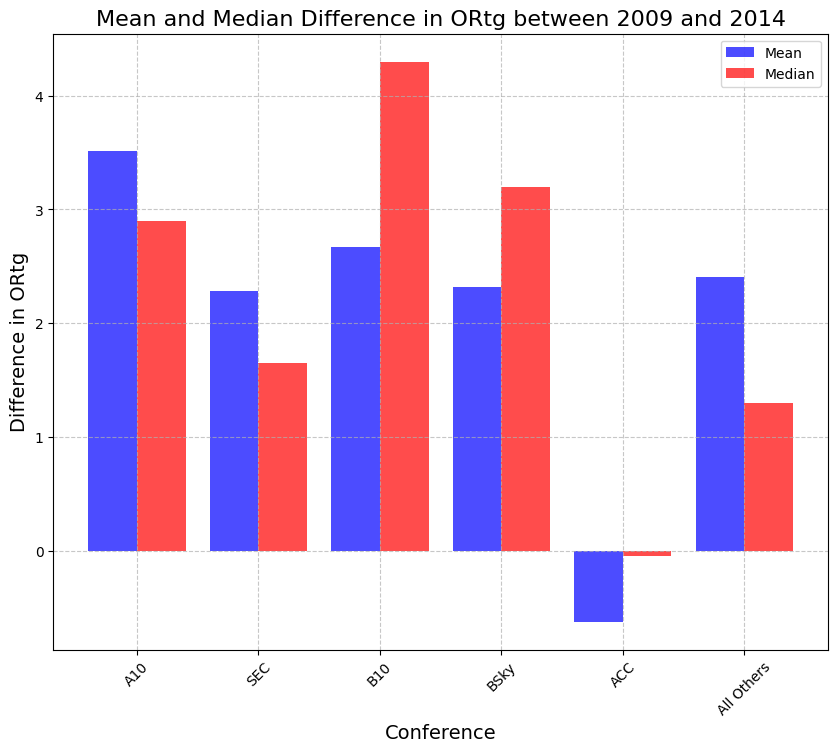 Mean and Median Difference in ORtg between 2009 and 2014
Mean
Median
Difference in ORtg
4
3
2
1
0
A10
SEC
B10
BSky
ACC
All Others
Conference